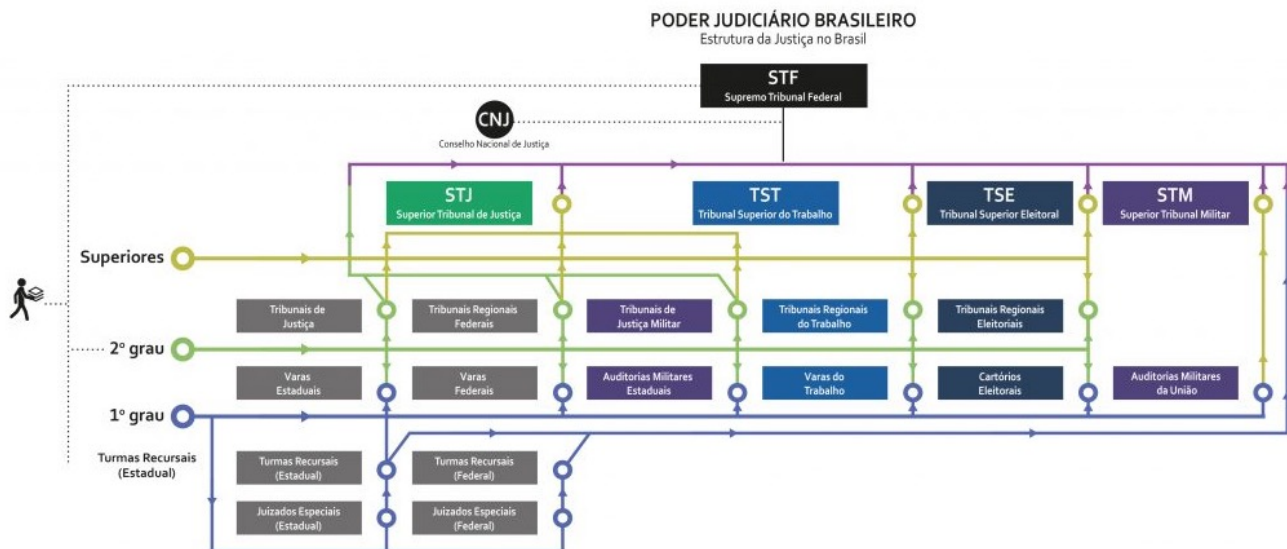 PODER JUDICIÁRIO BRASILEIRO
Estrutura da Justiça no Brasil
STF
Supremo Tribunal Federal
CNJ
Conselho Nacional de Justiça
STJ
Superior Tribunal de Justiça
TST
Tribunal Superior do Trabalho
TSE
Tribunal Superior Eleitoral
STM
Superior Tribunal Militar
Superiores
Tribunais de
Justiça
Tribunais Regionais
Federais
Tribunais de
Justiça Militar
Tribunais Regionais
do Trabalho
Tribunais Regionais
Eleitoriais
2º grau
Varas
Estaduais
Varas
Federais
Auditorias Militares
Estaduais
Varas do
Trabalho
Cartórios
Eleitorais
Auditorias Militares
da União
1º grau
Turmas Recursais
(Estadual)
Turmas Recursais
(Estadual)
Turmas Recursais
(Federal)
Juizados Especiais
(Estadual)
Juizados Especiais
(Federal)